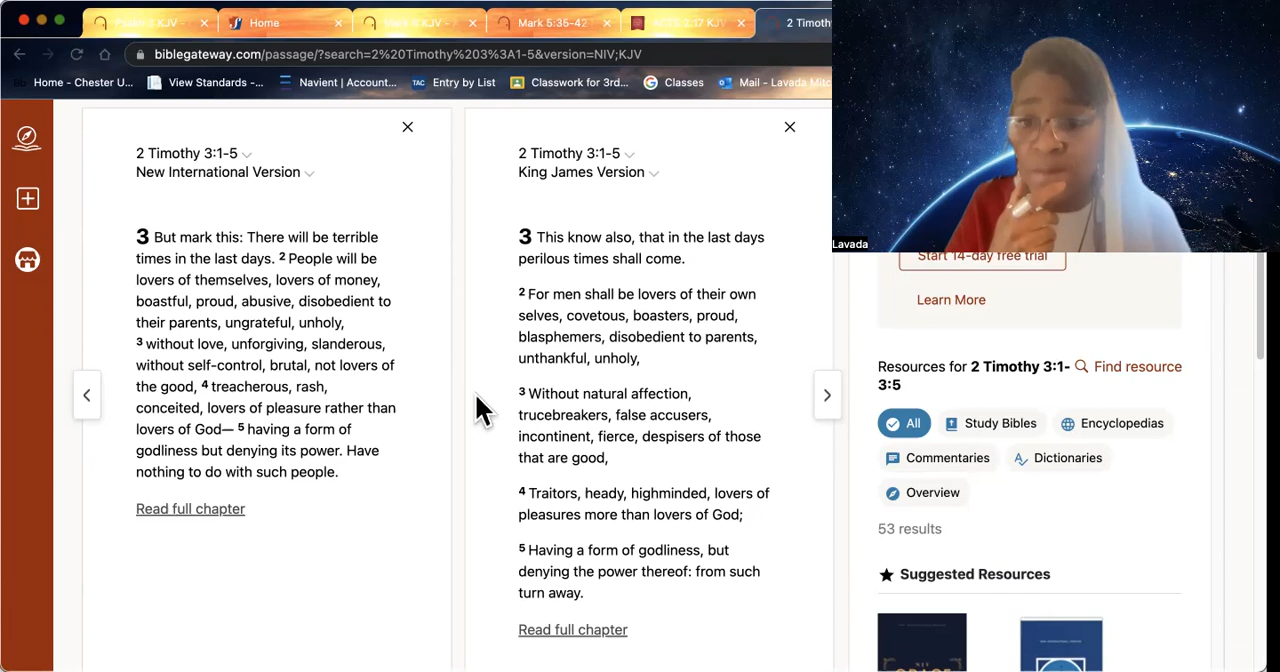 Psalm 3 KJV -
Home
Mark 5:35-42
ACTS 2:17 KJV
2 Timoth
biblegateway.com/passage/?search=2%20Timothy%203%3A1-5&version=NIV;KJV
Home - Chester U...
View Standards -...
Navient | Account...
TAC Entry by List
Classwork for 3rd...
Classes
Mail - Lavada Mitc
2 Timothy 3:1-5
New International Version
3 But mark this: There will be terrible
times in the last days. 2 People will be
lovers of themselves, lovers of money,
boastful, proud, abusive, disobedient to
their parents, ungrateful, unholy,
3 without love, unforgiving, slanderous,
without self-control, brutal, not lovers of
the good, 4 treacherous, rash,
conceited, lovers of pleasure rather than
lovers of God— 5 having a form of
godliness but denying its power. Have
nothing to do with such people.
Read full chapter
2 Timothy 3:1-5
King James Version
3 This know also, that in the last days
perilous times shall come.
2 For men shall be lovers of their own
selves, covetous, boasters, proud,
blasphemers, disobedient to parents,
unthankful, unholy,
3 Without natural affection,
trucebreakers, false accusers,
incontinent, fierce, despisers of those
that are good,
4 Traitors, heady, highminded, lovers of
pleasures more than lovers of God;
5 Having a form of godliness, but
denying the power thereof: from such
turn away.
Read full chapter
Lavada
Start 14-day free trial
Learn More
Resources for 2 Timothy 3:1-
3:5
Find resource
All
Study Bibles
Encyclopedias
Commentaries
Dictionaries
Overview
53 results
Suggested Resources